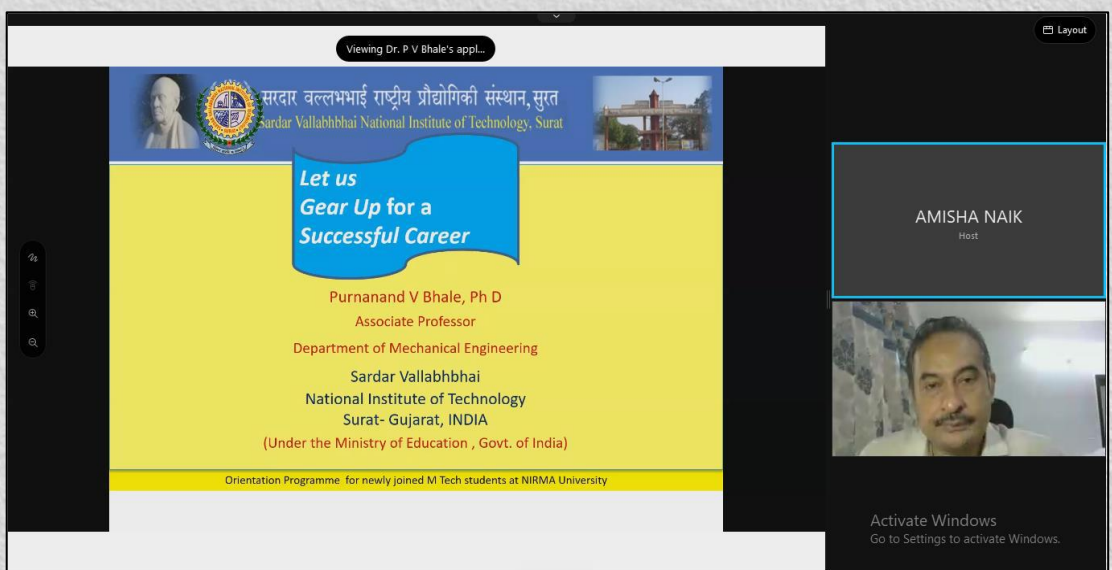 Layout
Viewing Dr. P V Bhale's appl...
सरदार वल्लभभाई राष्ट्रीय प्रौद्योगिकी संस्थान, सुरत
Sardar Vallabhbhai National Institute of Technology, Surat
Let us
Gear Up for a
Successful Career
Purnanand V Bhale, Ph D
Associate Professor
Department of Mechanical Engineering
Sardar Vallabhbhai
National Institute of Technology
Surat- Gujarat, INDIA
(Under the Ministry of Education , Govt. of India)
Orientation Programme for newly joined M Tech students at NIRMA University
AMISHA NAIK
Host
Activate Windows
Go to Settings to activate Windows.